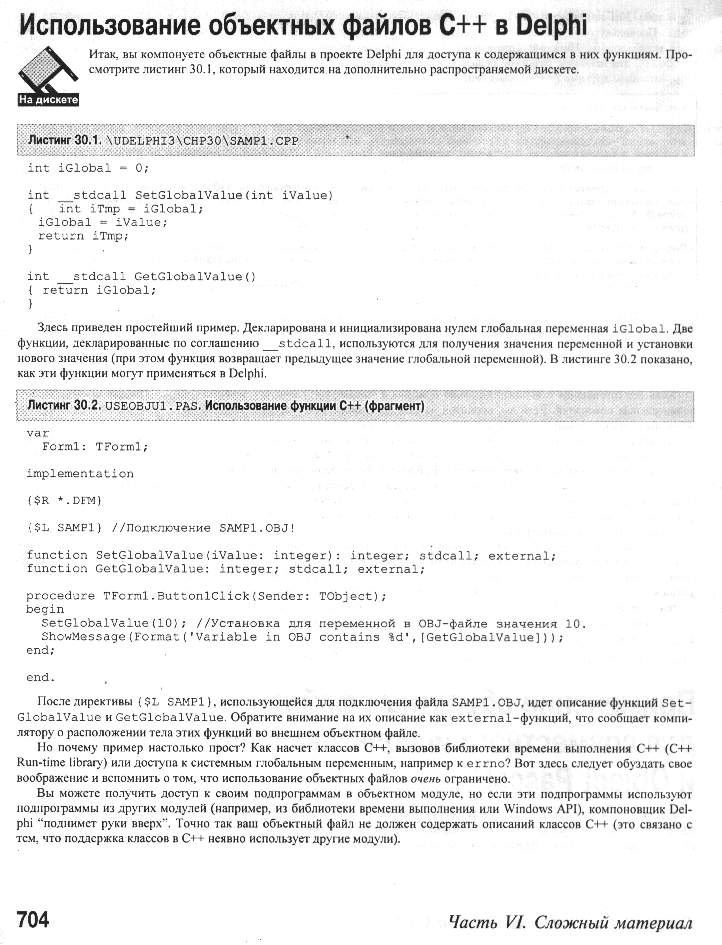 Использование объектных файлов C++ в Delphi
Итак, вы компонуете объектные файлы в проекте Delphi для доступа к содержащимся в них функциям. Про-
смотрите листинг 30.1, который находится на дополнительно распространяемой дискете.
На дискете
Листинг 30.1. \UDELPHI3\CHP30\SAMP1.CPP
int iGlobal = 0;
int __stdcall SetGlobalValue(int iValue)
{   int iTmp = iGlobal;
iGlobal = iValue;
return iTmp;
}
int __stdcall GetGlobalValue()
{ return iGlobal;
}
Здесь приведен простейший пример. Декларирована и инициализирована нулем глобальная переменная iGlobal. Две
функции, декларированные по соглашению __stdcall, используются для получения значения переменной и установки
нового значения (при этом функция возвращает предыдущее значение глобальной переменной). В листинге 30.2 показано,
как эти функции могут применяться в Delphi.
Листинг 30.2. USEOBJU1.PAS. Использование функции C++ (фрагмент)
var
Form1: TForm1;
implementation
{$R *.DFM}
{$L SAMP1} //Подключение SAMP1.OBJ!
function SetGlobalValue(iValue: integer): integer; stdcall; external;
function GetGlobalValue: integer; stdcall; external;
procedure TForm1.Button1Click(Sender: TObject);
begin
SetGlobalValue(10); //Установка для переменной в OBJ-файле значения 10.
ShowMessage(Format('Variable in OBJ contains %d',[GetGlobalValue]));
end;
end.
После директивы {$L SAMP1}, использующейся для подключения файла SAMP1.OBJ, идет описание функций Set-
GlobalValue и GetGlobalValue. Обратите внимание на их описание как external-функций, что сообщает компи-
лятору о расположении тела этих функций во внешнем объектном файле.
Но почему пример настолько прост? Как насчет классов C++, вызовов библиотеки времени выполнения C++ (C++
Run-time library) или доступа к системным глобальным переменным, например к errno? Вот здесь следует обуздать свое
воображение и вспомнить о том, что использование объектных файлов очень ограничено.
Вы можете получить доступ к своим подпрограммам в объектном модуле, но если эти подпрограммы используют
подпрограммы из других модулей (например, из библиотеки времени выполнения или Windows API), компоновщик Del-
phi “поднимет руки вверх”. Точно так ваш объектный файл не должен содержать описаний классов C++ (это связано с
тем, что поддержка классов в C++ неявно использует другие модули).
704
Часть VI. Сложный материал